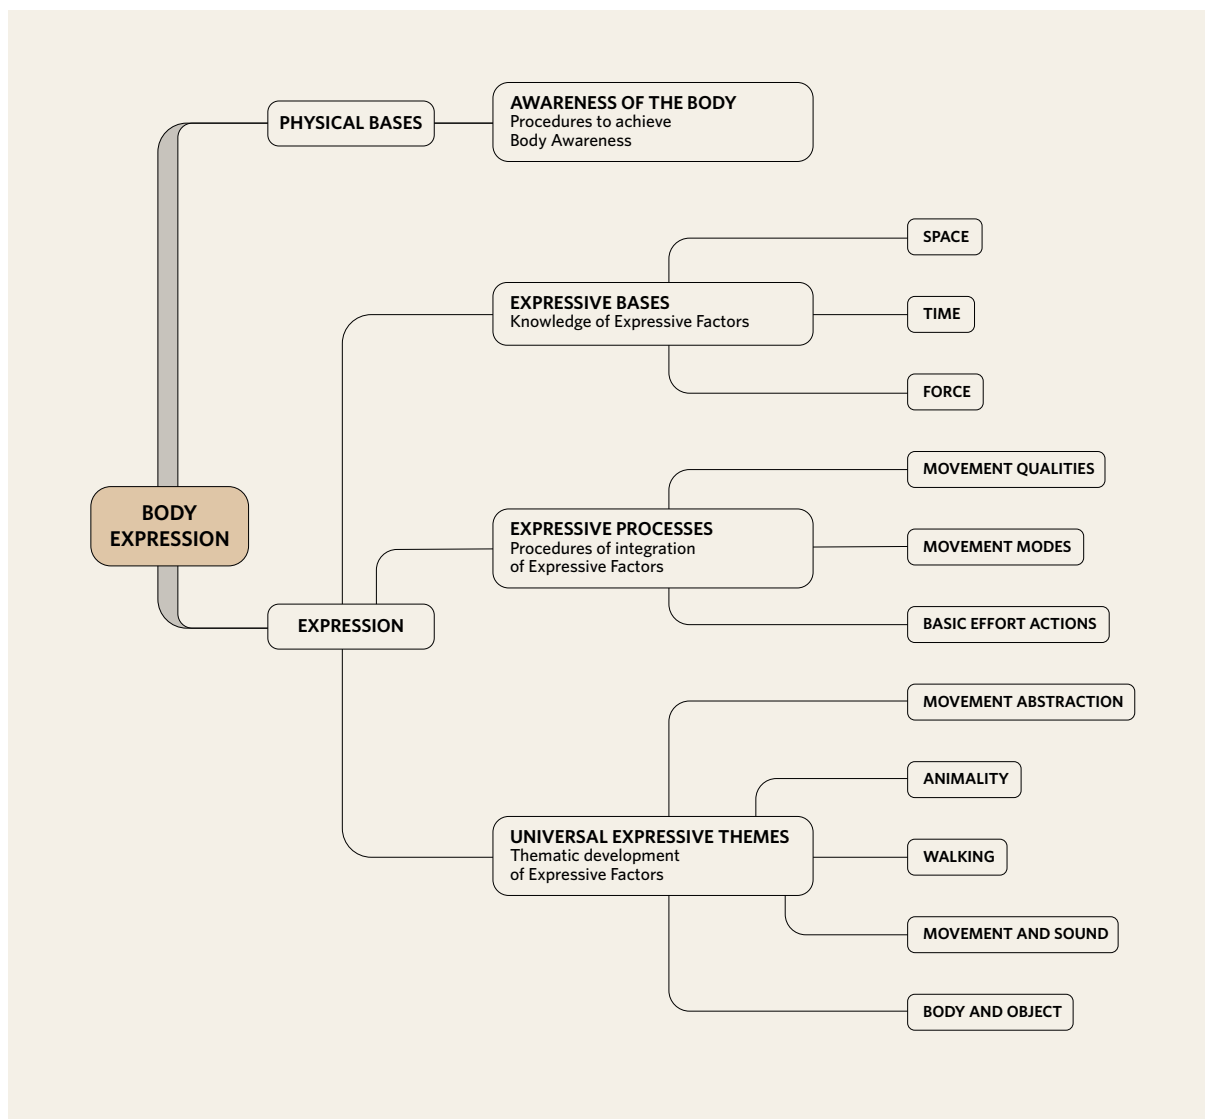 PHYSICAL BASES
AWARENESS OF THE BODY
Procedures to achieve
Body Awareness
SPACE
EXPRESSIVE BASES
Knowledge of Expressive Factors
TIME
FORCE
MOVEMENT QUALITIES
BODY
EXPRESSION
EXPRESSIVE PROCESSES
Procedures of integration
of Expressive Factors
MOVEMENT MODES
EXPRESSION
BASIC EFFORT ACTIONS
MOVEMENT ABSTRACTION
ANIMALITY
UNIVERSAL EXPRESSIVE THEMES
Thematic development
of Expressive Factors
WALKING
MOVEMENT AND SOUND
BODY AND OBJECT